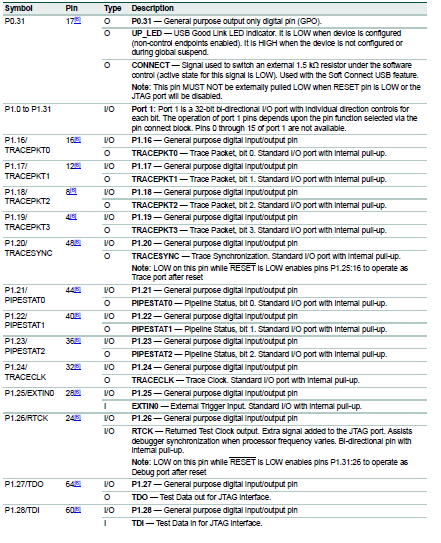 Symbol Pin Type Description
P0.31 17[6] O P0.31 — General purpose output only digital pin (GPO).
O UP_LED — USB Good Link LED Indicator. It is LOW when device is configured
(non-control endpoints enabled). It is HIGH when the device is not configured or
during global suspend.
O CONNECT — Signal used to switch an external 1.5 kΩ resistor under the software
control (active state for this signal is LOW). Used with the Soft Connect USB feature.
Note: This pin MUST NOT be externally pulled LOW when RESET pin is LOW or the
JTAG port will be disabled.
P1.0 to P1.31 I/O Port 1: Port 1 is a 32-bit bi-directional I/O port with individual direction controls for
each bit. The operation of port 1 pins depends upon the pin function selected via the
pin connect block. Pins 0 through 15 of port 1 are not available.
P1.16/ 16[6] I/O P1.16 — General purpose digital input/output pin
TRACEPKT0 O TRACEPKT0 — Trace Packet, bit 0. Standard I/O port with internal pull-up.
P1.17/ 12[6] I/O P1.17 — General purpose digital input/output pin
TRACEPKT1 O TRACEPKT1 — Trace Packet, bit 1. Standard I/O port with internal pull-up.
P1.18/ 8[6] I/O P1.18 — General purpose digital input/output pin
TRACEPKT2 O TRACEPKT2 — Trace Packet, bit 2. Standard I/O port with internal pull-up.
P1.19/ 4[6] I/O P1.19 — General purpose digital input/output pin
TRACEPKT3 O TRACEPKT3 — Trace Packet, bit 3. Standard I/O port with internal pull-up.
P1.20/ 48[6] I/O P1.20 — General purpose digital input/output pin
TRACESYNC O TRACESYNC — Trace Synchronization. Standard I/O port with internal pull-up.
Note: LOW on this pin while RESET is LOW enables pins P1.25:16 to operate as
Trace port after reset
P1.21/ 44[6] I/O P1.21 — General purpose digital input/output pin
PIPESTAT0 O PIPESTAT0 — Pipeline Status, bit 0. Standard I/O port with internal pull-up.
P1.22/ 40[6] I/O P1.22 — General purpose digital input/output pin
PIPESTAT1 O PIPESTAT1 — Pipeline Status, bit 1. Standard I/O port with internal pull-up.
P1.23/ 36[6] I/O P1.23 — General purpose digital input/output pin
PIPESTAT2 O PIPESTAT2 — Pipeline Status, bit 2. Standard I/O port with internal pull-up.
P1.24/ 32[6] I/O P1.24 — General purpose digital input/output pin
TRACECLK O TRACECLK — Trace Clock. Standard I/O port with internal pull-up.
P1.25/EXTIN0 28[6] I/O P1.25 — General purpose digital input/output pin
I EXTIN0 — External Trigger Input. Standard I/O with internal pull-up.
P1.26/RTCK 24[6] I/O P1.26 — General purpose digital input/output pin
I/O RTCK — Returned Test Clock output. Extra signal added to the JTAG port. Assists
debugger synchronization when processor frequency varies. Bi-directional pin with
internal pull-up.
Note: LOW on this pin while RESET is LOW enables pins P1.31:26 to operate as
Debug port after reset
P1.27/TDO 64[6] I/O P1.27 — General purpose digital input/output pin
O TDO — Test Data out for JTAG interface.
P1.28/TDI 60[6] I/O P1.28 — General purpose digital input/output pin
I TDI — Test Data in for JTAG interface.